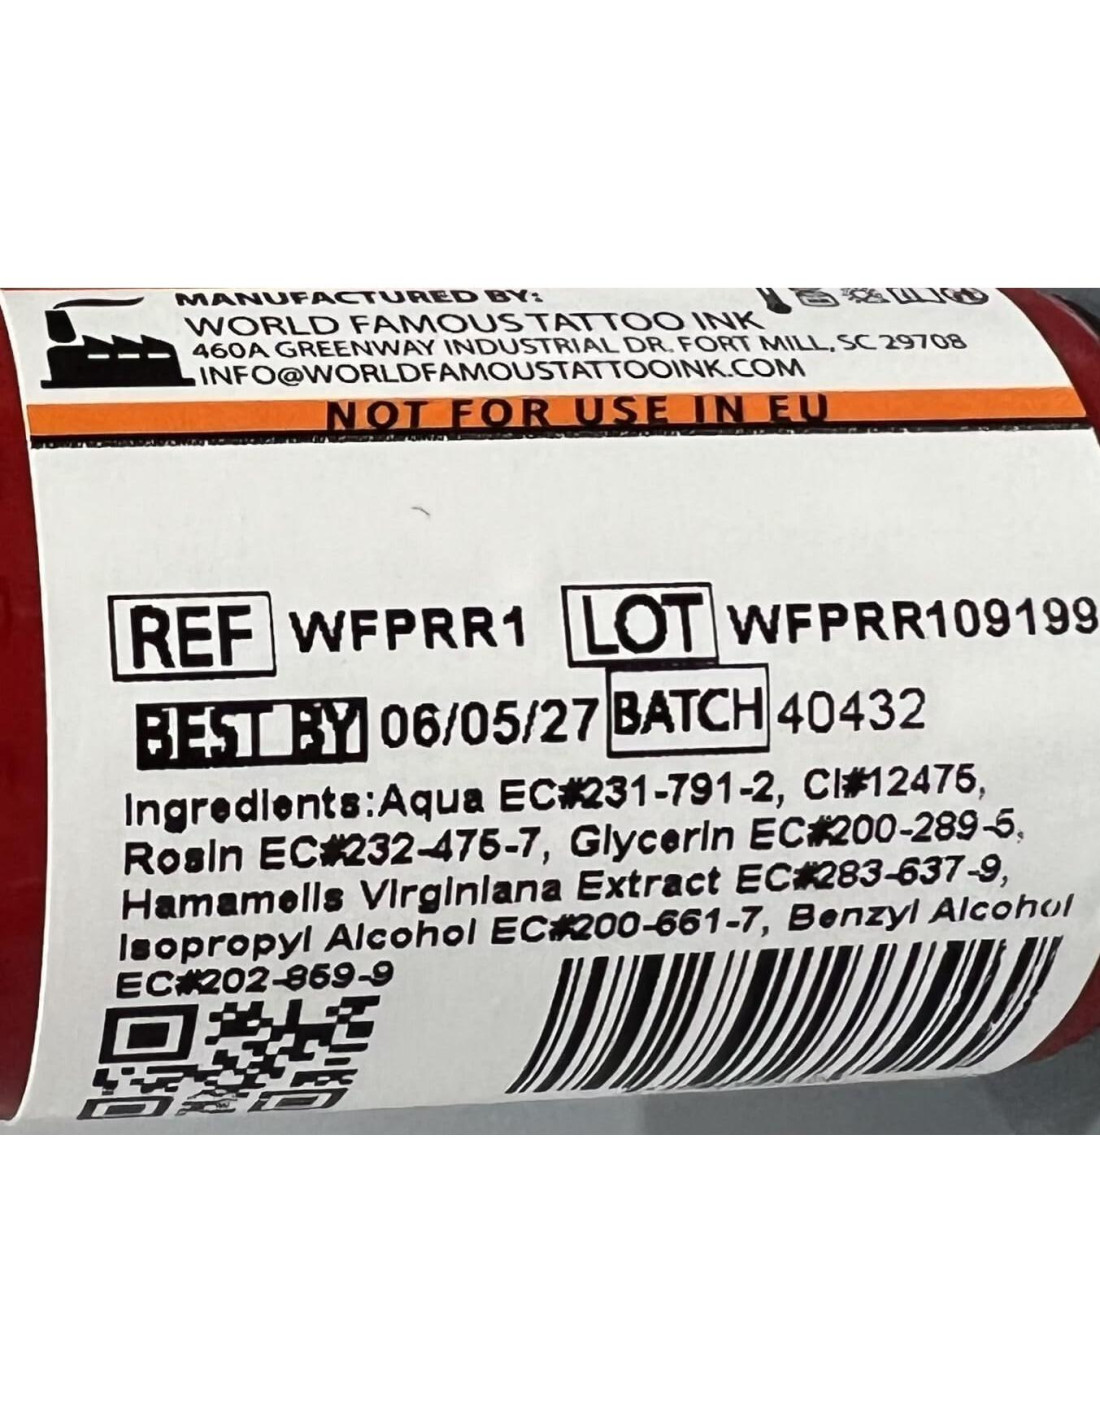 MANUFACTURED BY:
WORLD FAMOUS TATTOO INK
460A GREENWAY INDUSTRIAL DR. FORT MILL, SC 29708
INFO@WORLDFAMOUSTATTOOINK.COM
NOT FOR USE IN EU
REF WFPRR1 LOT WFPRR109199
BEST BY 06/05/27 BATCH 40432
Ingredients:Aqua EC#231-791-2, CI#12475,
Rosin EC#232-475-7, Glycerin EC#200-289-5,
Hamamelis Virginiana Extract EC#283-637-9,
Isopropyl Alcohol EC#200-661-7, Benzyl Alcohol
EC#202-859-9